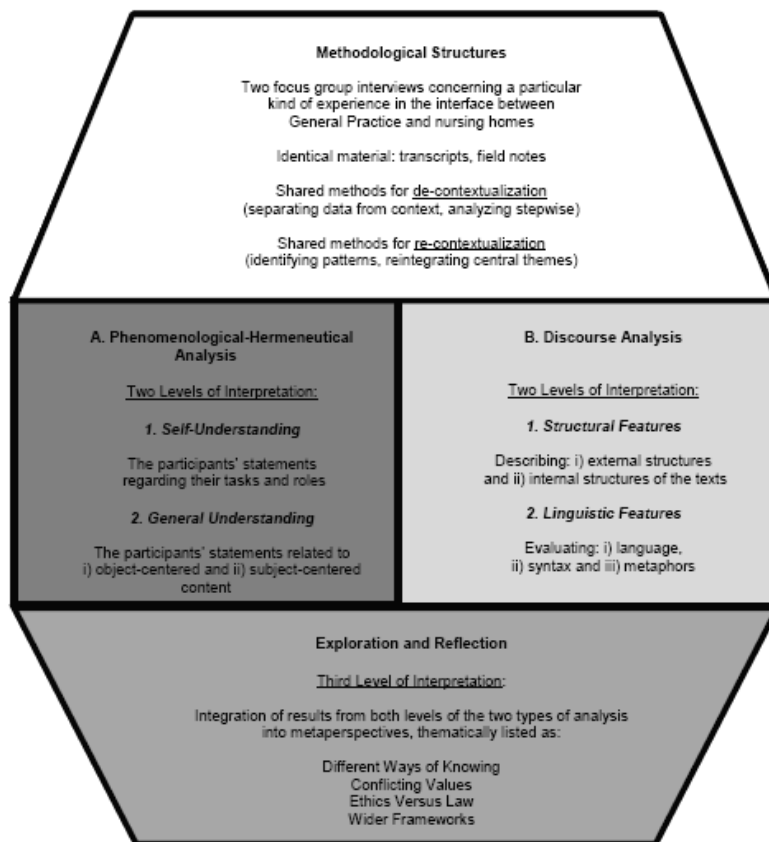 Methodological Structures
Two focus group interviews concerning a particular
kind of experience in the interface between
General Practice and nursing homes
Identical material: transcripts, field notes
Shared methods for de-contextualization
(separating data from context, analyzing stepwise)
Shared methods for re-contextualization
(identifying patterns, reintegrating central themes)
A. Phenomenological-Hermeneutical
Analysis
Two Levels of Interpretation:
1. Self-Understanding
The participants' statements
regarding their tasks and roles
2. General Understanding
The participants' statements related to
i) object-centered and ii) subject-centered
content
B. Discourse Analysis
Two Levels of Interpretation:
1. Structural Features
Describing: i) external structures
and ii) internal structures of the texts
2. Linguistic Features
Evaluating: i) language,
ii) syntax and iii) metaphors
Exploration and Reflection
Third Level of Interpretation:
Integration of results from both levels of the two types of analysis
into metaperspectives, thematically listed as:
Different Ways of Knowing
Conflicting Values
Ethics Versus Law
Wider Frameworks